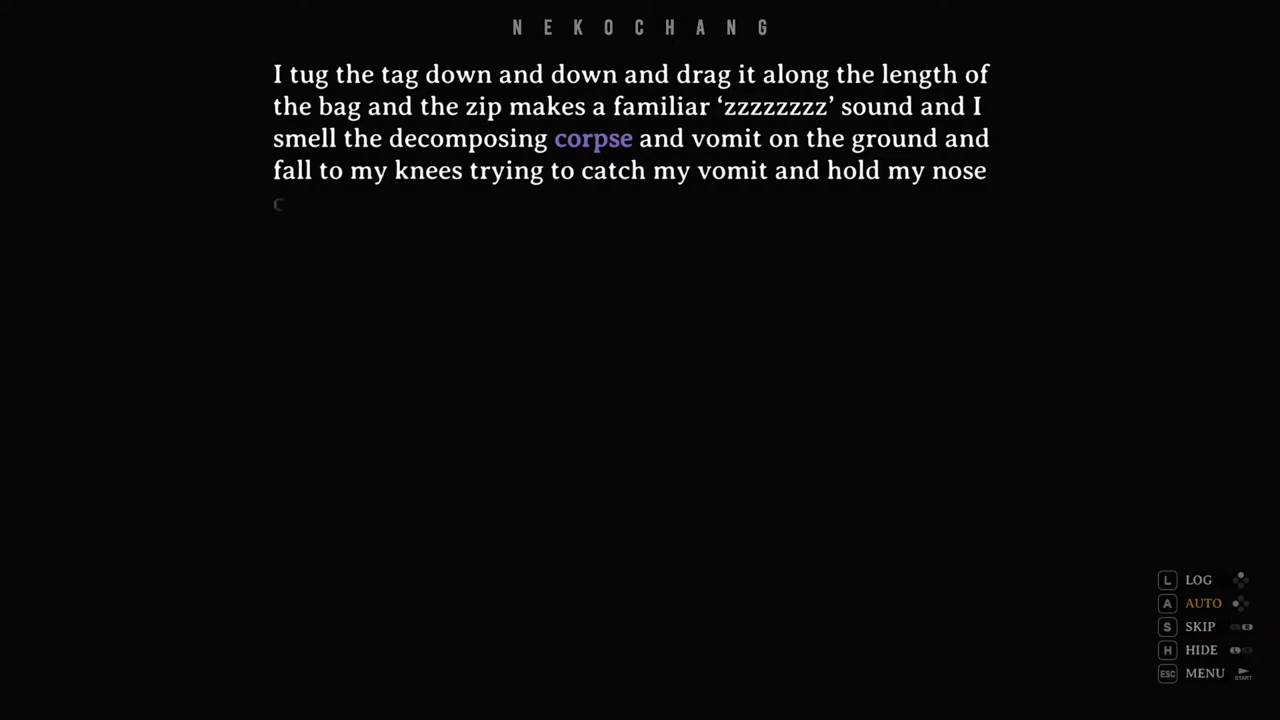 NEKOCHANG
I tug the tag down and down and drag it along the length of
the bag and the zip makes a familiar ‘zzzzzzzz’ sound and I
smell the decomposing corpse and vomit on the ground and
fall to my knees trying to catch my vomit and hold my nose
c
L LOG
A AUTO
S SKIP
H HIDE
ESC MENU START